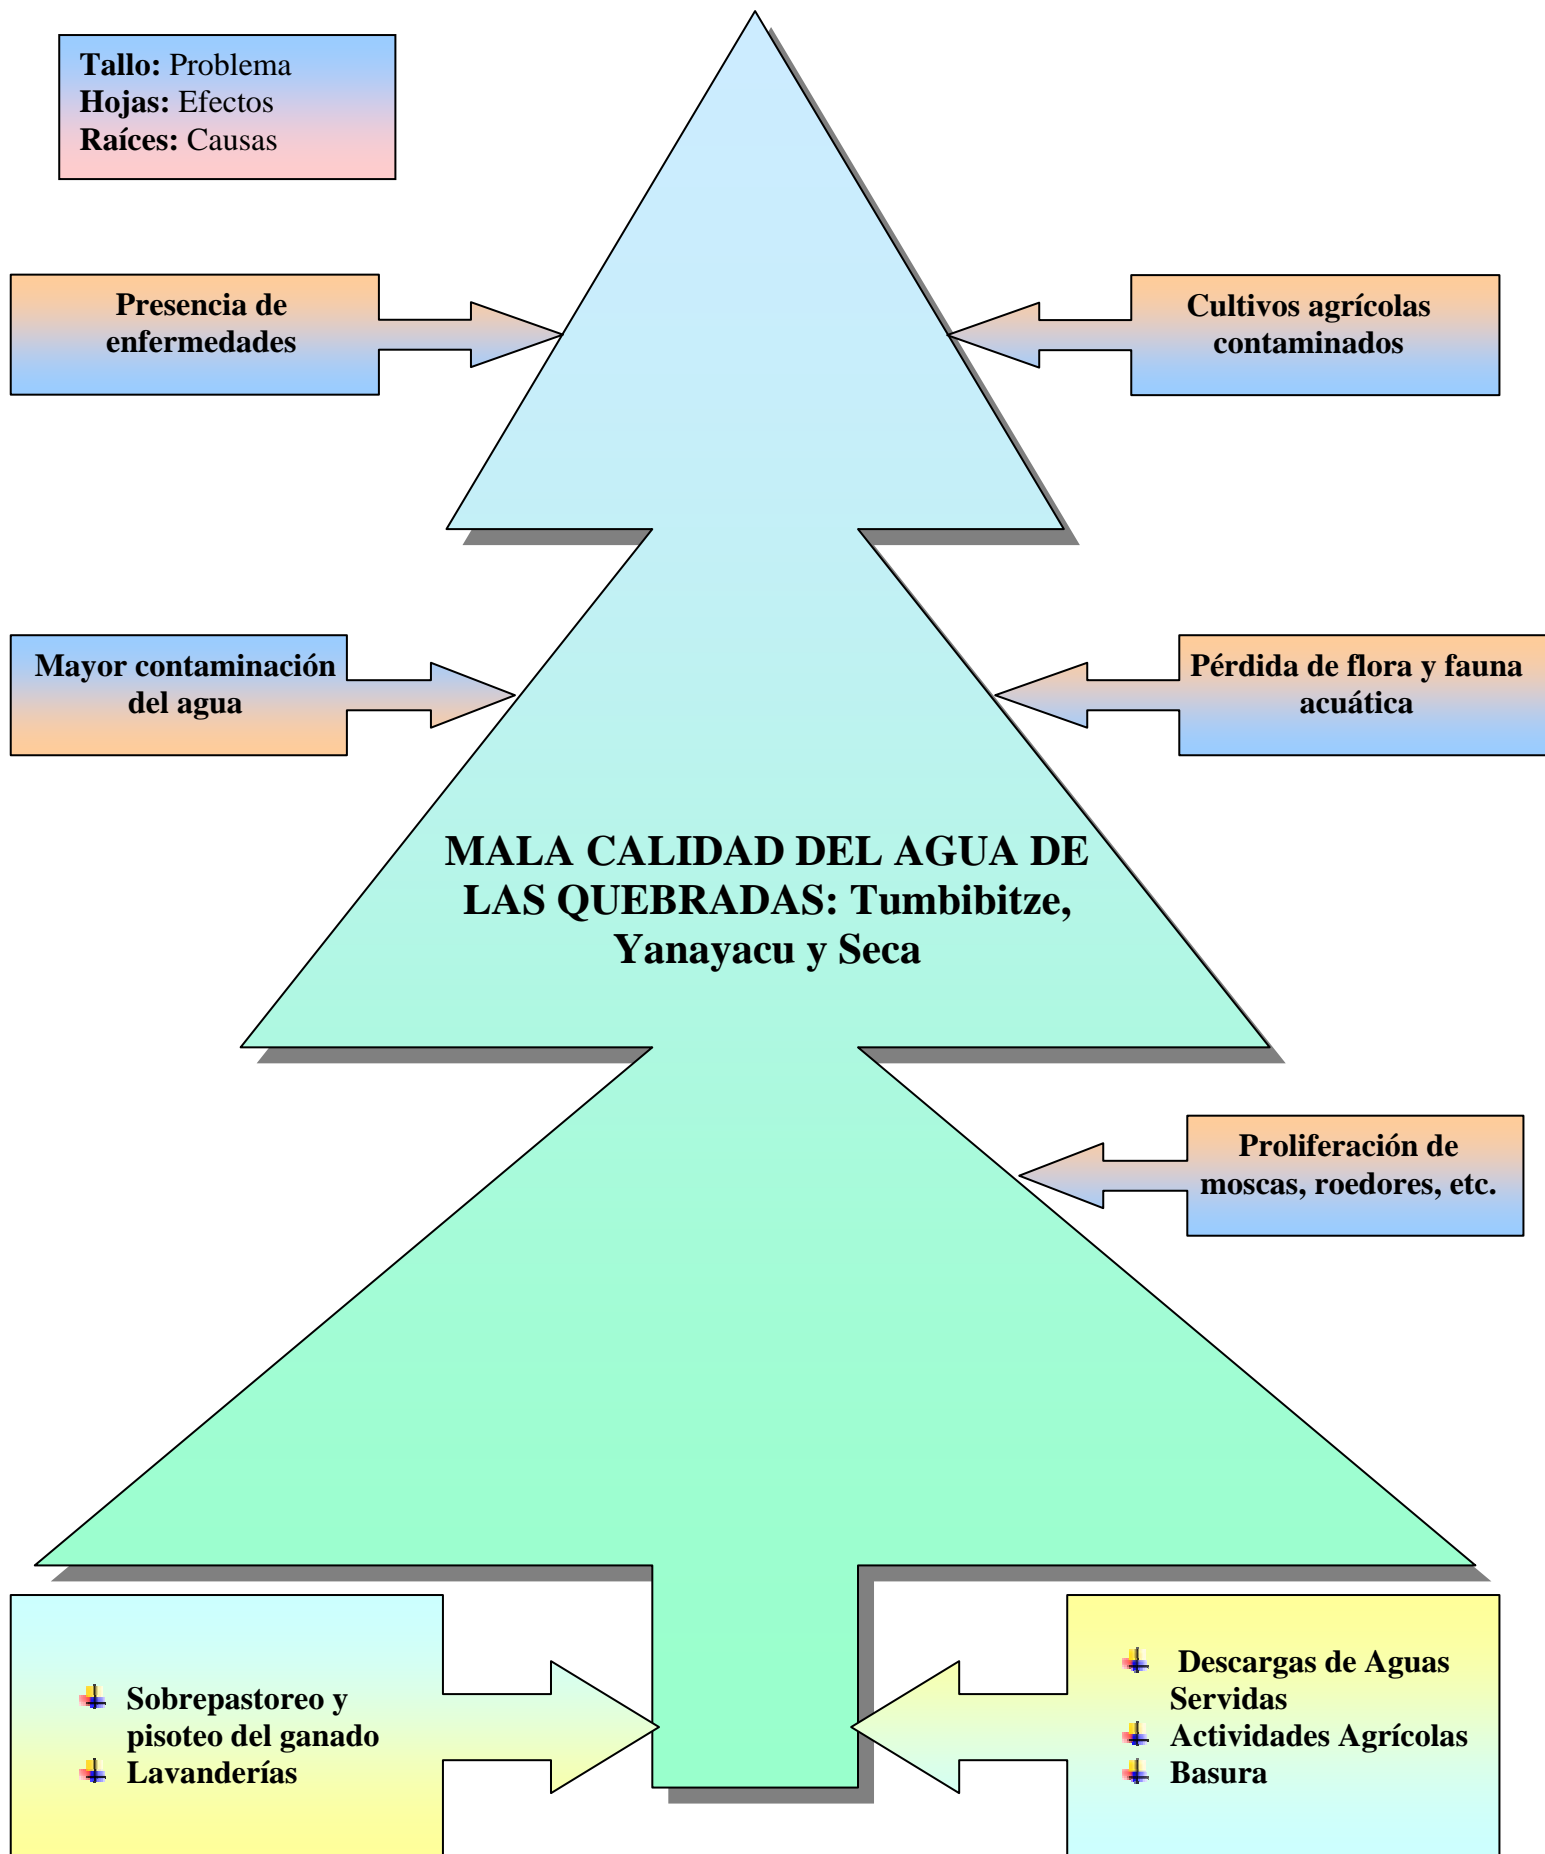 Tallo: Problema
Hojas: Efectos
Raíces: Causas
Presencia de
enfermedades
Cultivos agrícolas
contaminados
Mayor contaminación
del agua
Pérdida de flora y fauna
acuática
MALA CALIDAD DEL AGUA DE
LAS QUEBRADAS: Tumbibitze,
Yanayacu y Seca
Proliferación de
moscas, roedores, etc.
Sobrepastoreo y
pisoteo del ganado
Lavanderías
Descargas de Aguas
Servidas
Actividades Agrícolas
Basura